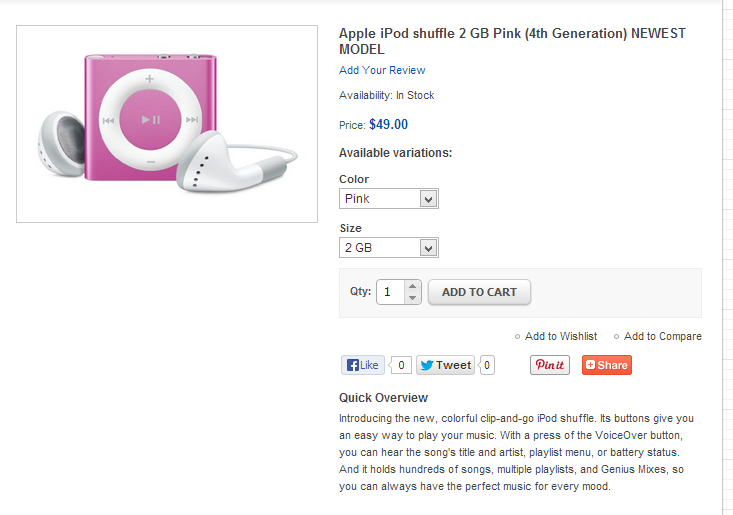 Apple iPod shuffle 2 GB Pink (4th Generation) NEWEST
MODEL
Add Your Review
Availability: In Stock
Price: $49.00
Available variations:
Color
Pink
Size
2 GB
Qty: 1 ADD TO CART
Add to Wishlist Add to Compare
Like 0 Tweet 0 Pin it Share
Quick Overview
Introducing the new, colorful clip-and-go iPod shuffle. Its buttons give you
an easy way to play your music. With a press of the VoiceOver button,
you can hear the song's title and artist, playlist menu, or battery status.
And it holds hundreds of songs, multiple playlists, and Genius Mixes, so
you can always have the perfect music for every mood.